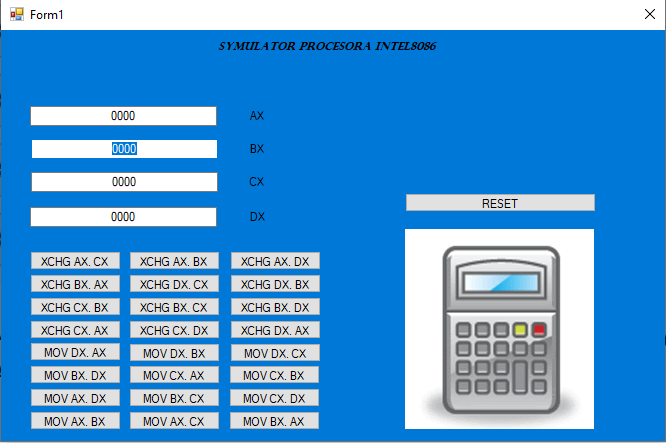 Form1
SYMULATOR PROCESORA INTEL8086
0000 AX
0000 BX
0000 CX
0000 DX
RESET
XCHG AX. CX XCHG AX. BX XCHG AX. DX
XCHG BX. AX XCHG DX. CX XCHG DX. BX
XCHG CX. BX XCHG BX. CX XCHG BX. DX
XCHG CX. AX XCHG CX. DX XCHG DX. AX
MOV DX. AX MOV DX. BX MOV DX. CX
MOV BX. DX MOV CX. AX MOV CX. BX
MOV AX. DX MOV BX. CX MOV CX. DX
MOV AX. BX MOV AX. CX MOV BX. AX